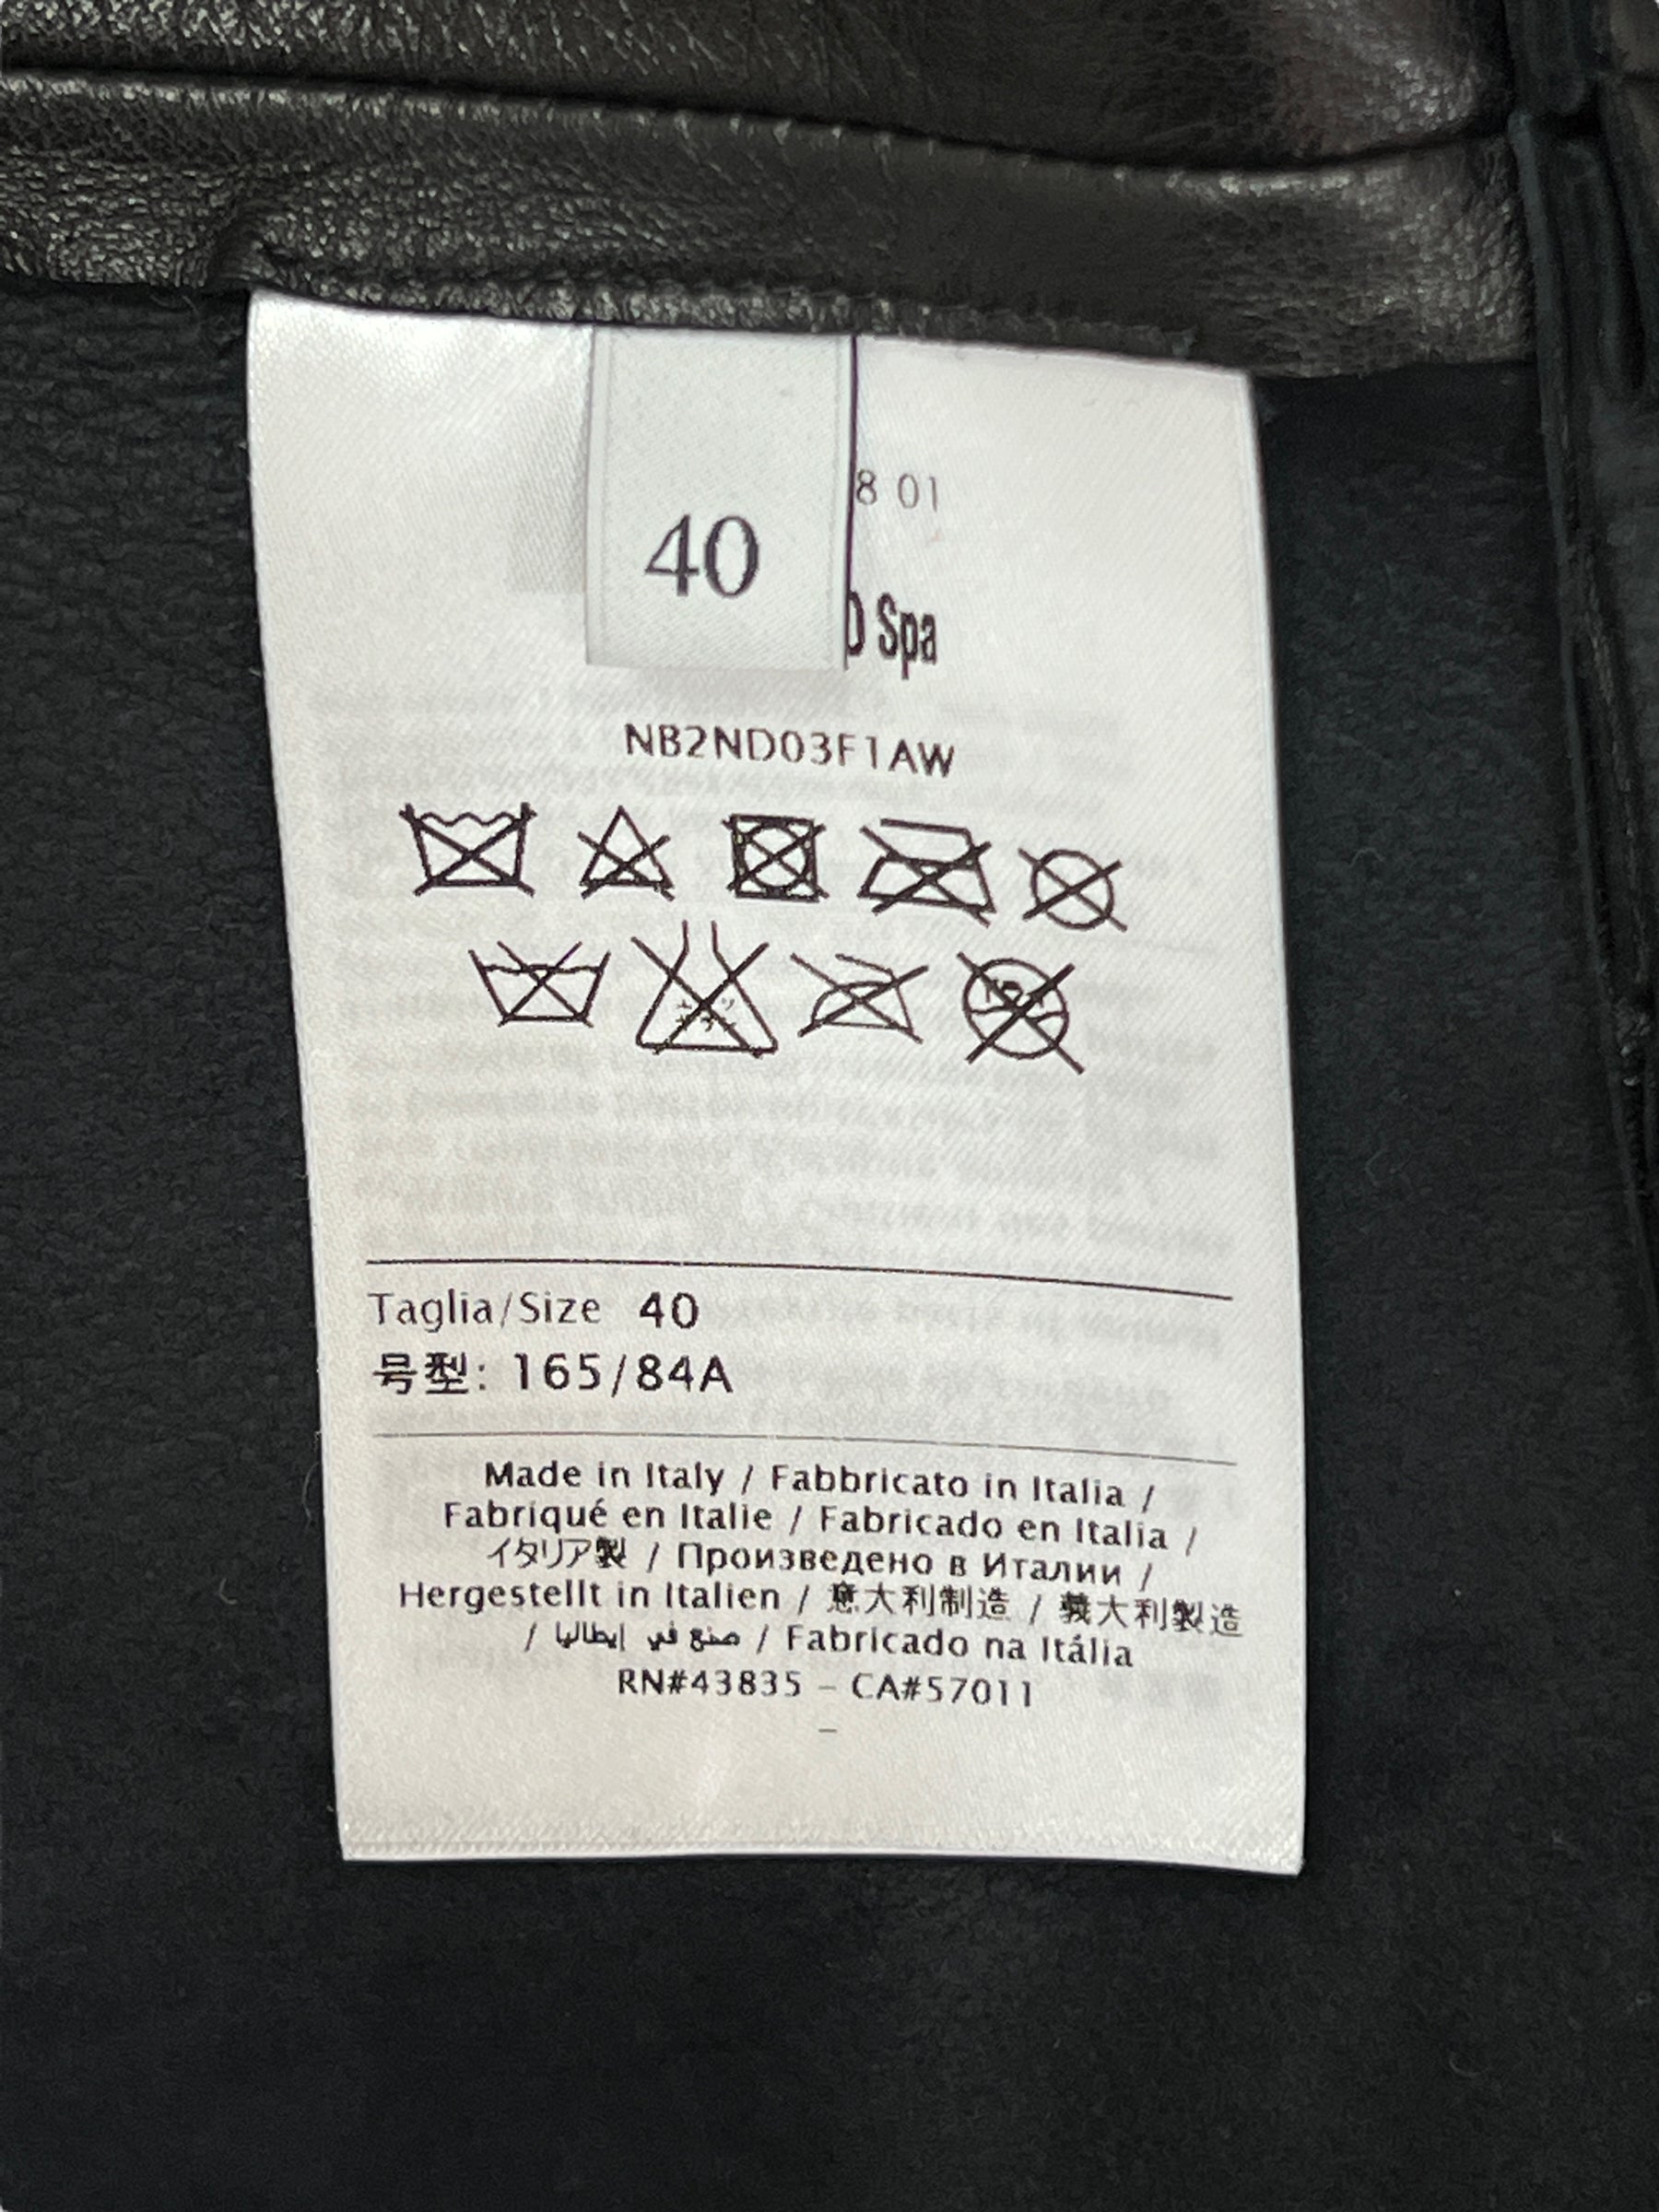 40
8 01
Spa
NB2ND03F1AW
Taglia/Size 40
号型: 165/84A
Made in Italy / Fabbricato in Italia /
Fabriqué en Italie / Fabricado en Italia /
イタリア製 / Произведено в Италии /
Hergestellt in Italien / 意大利制造 / 義大利製造
/ صنع في إيطاليا / Fabricado na Itália
RN#43835 – CA#57011
–